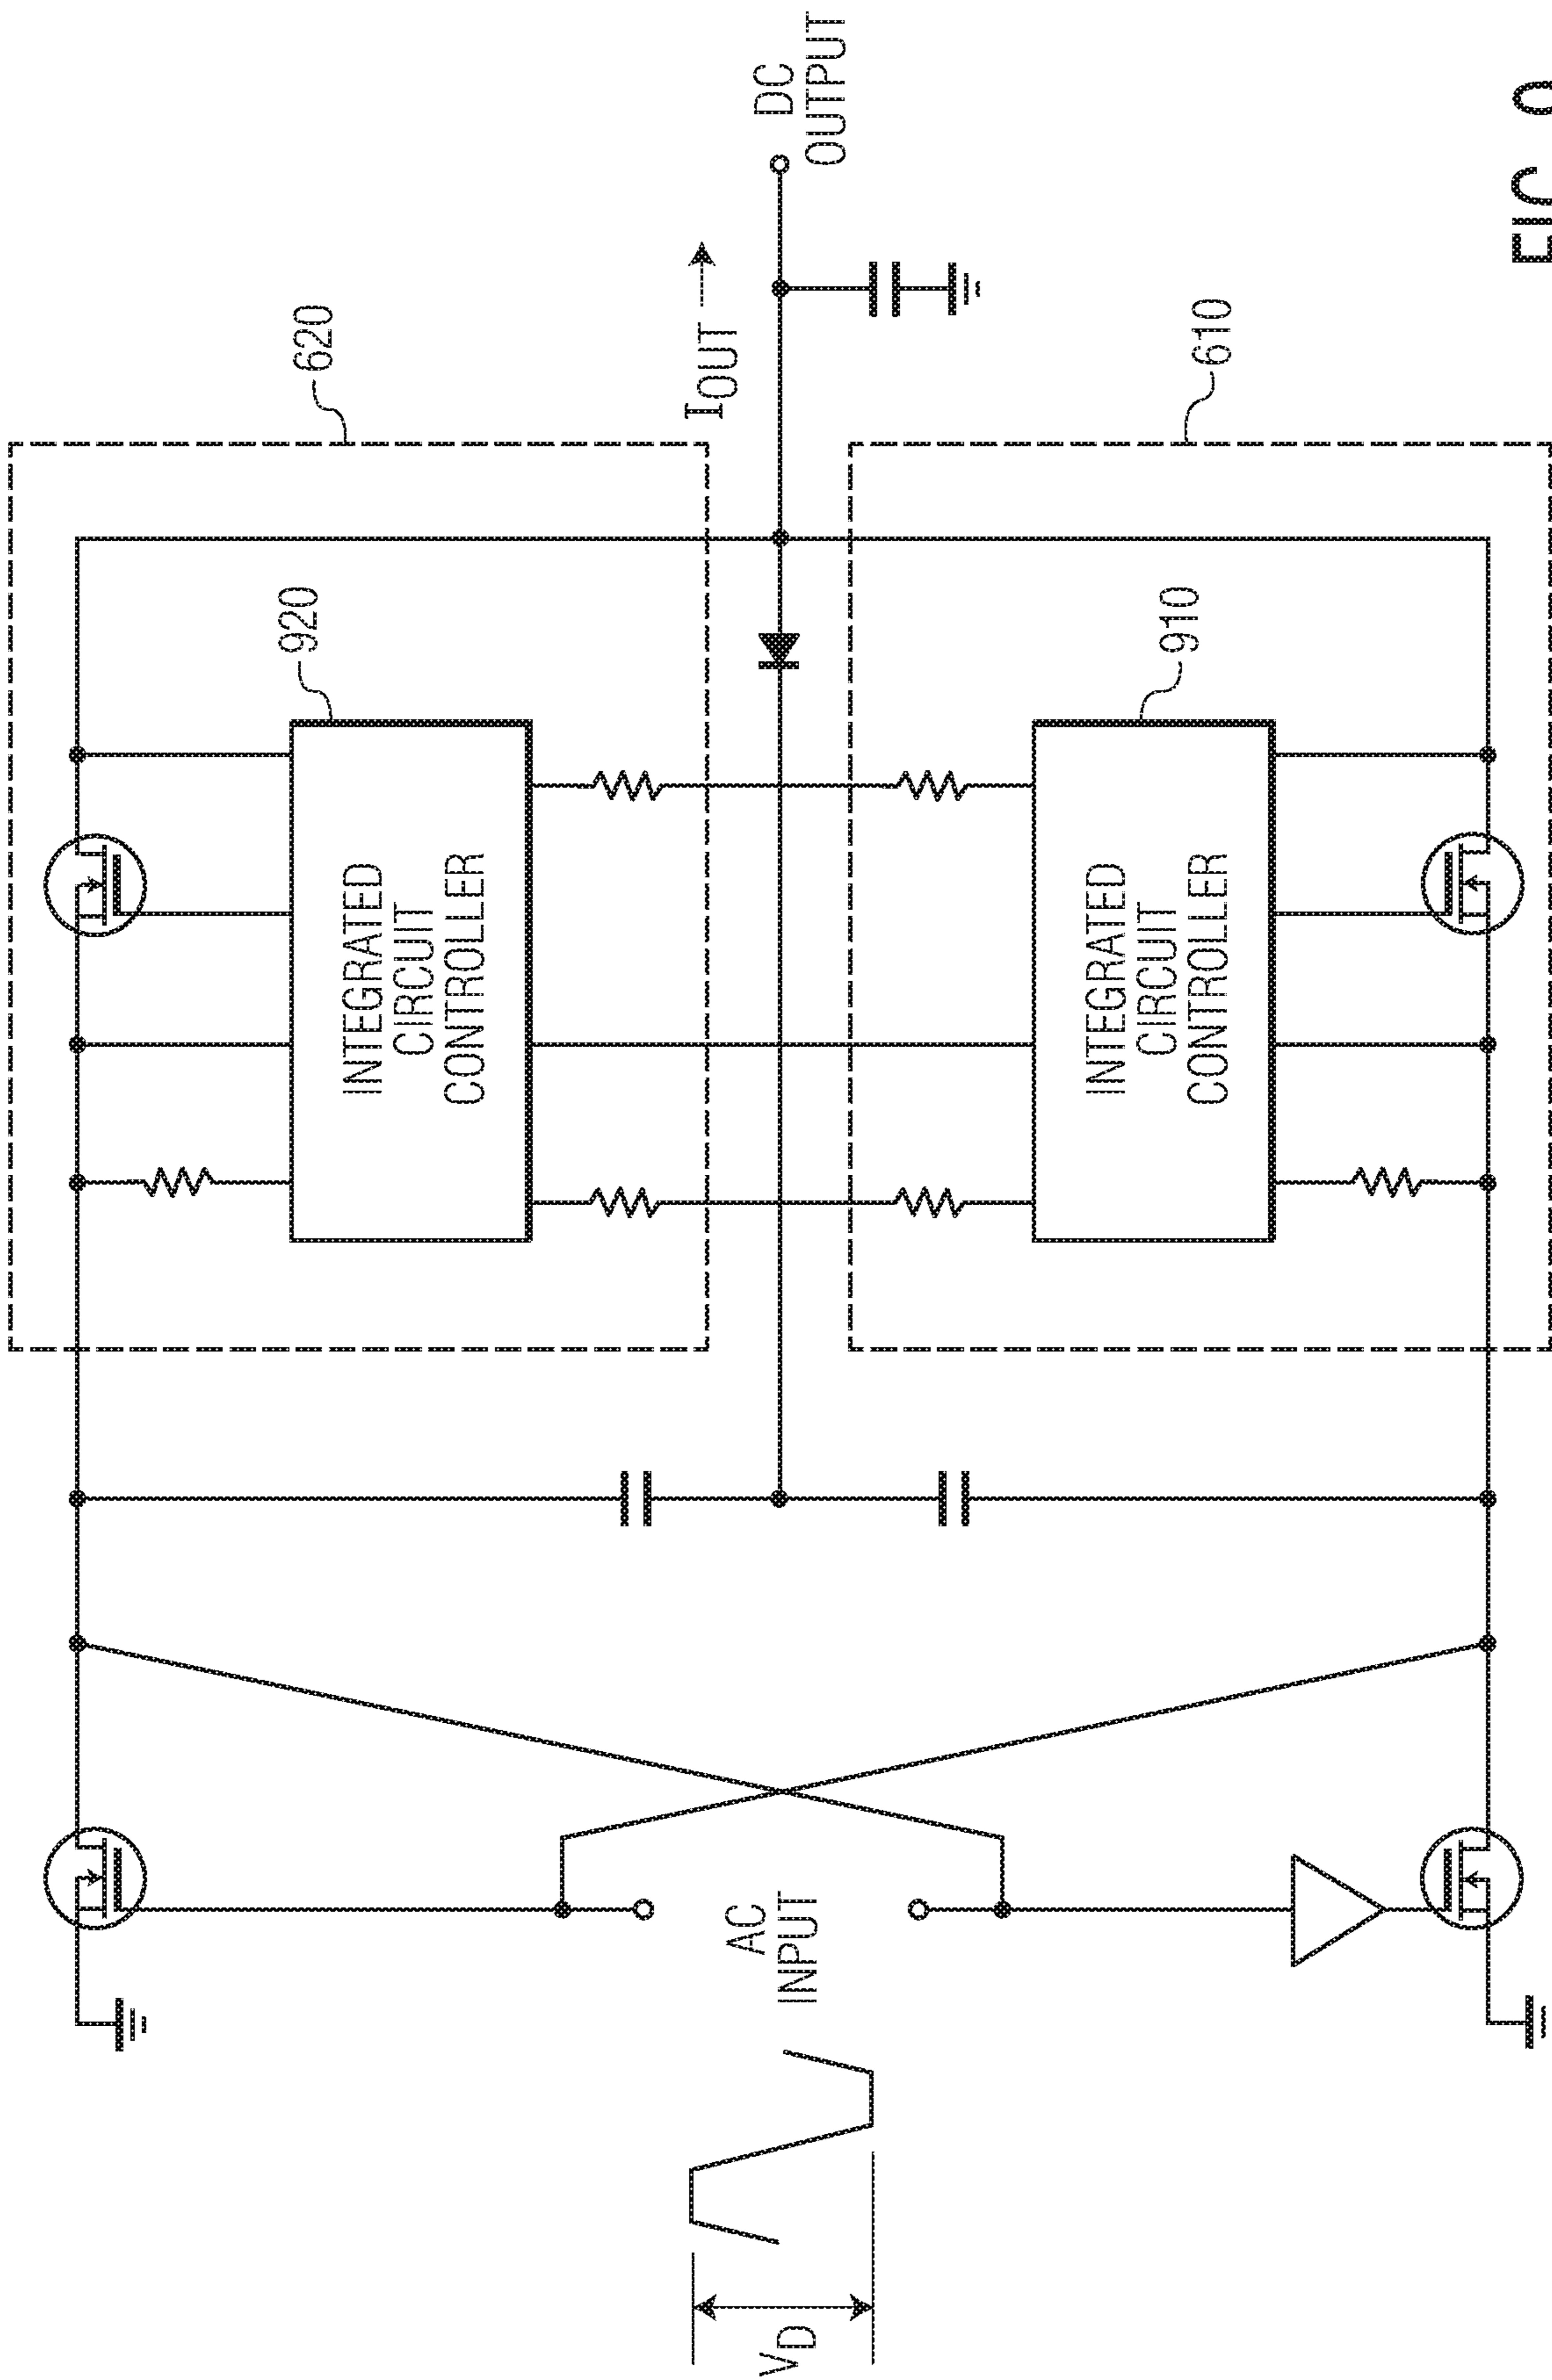 620
920
INTEGRATED
CIRCUIT
CONTROLLER
I_OUT
DC
OUTPUT
AC
INPUT
V_D
610
910
INTEGRATED
CIRCUIT
CONTROLLER